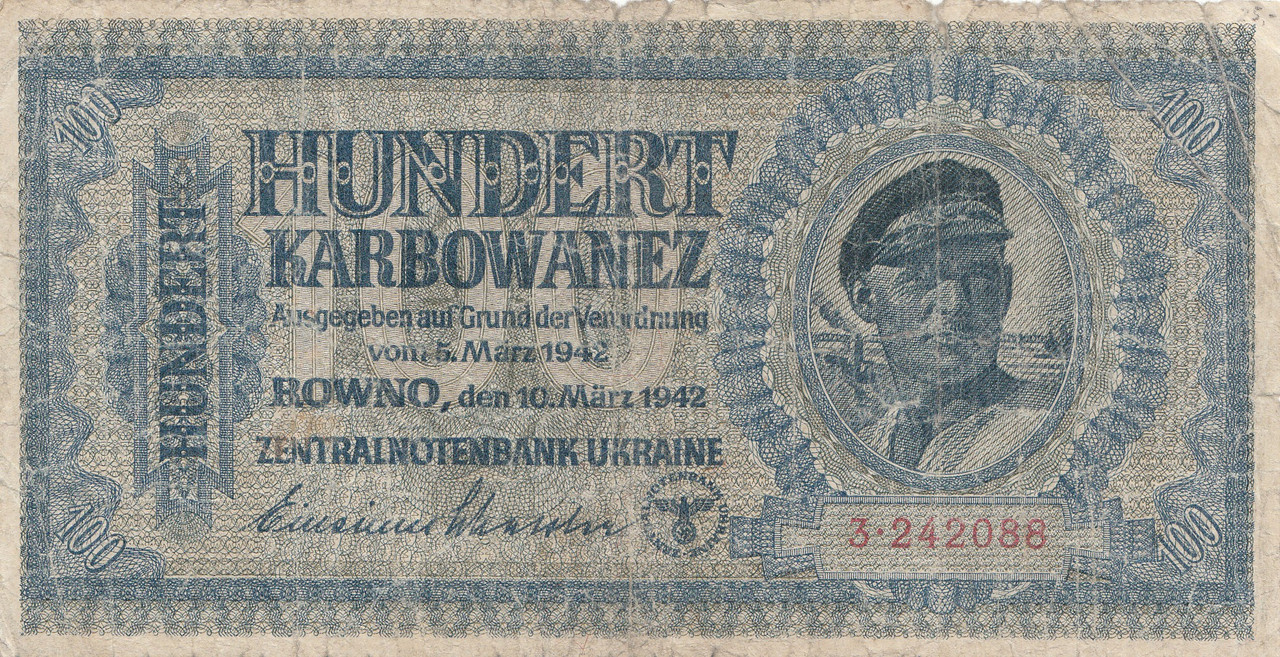 100
100
HUNDERT
HUNDERT
KARBOWANEZ
Ausgegeben auf Grund der Verordnung
vom 5. März 1942
ROWNO, den 10. März 1942
ZENTRALNOTENBANK UKRAINE
3·242088
100
100